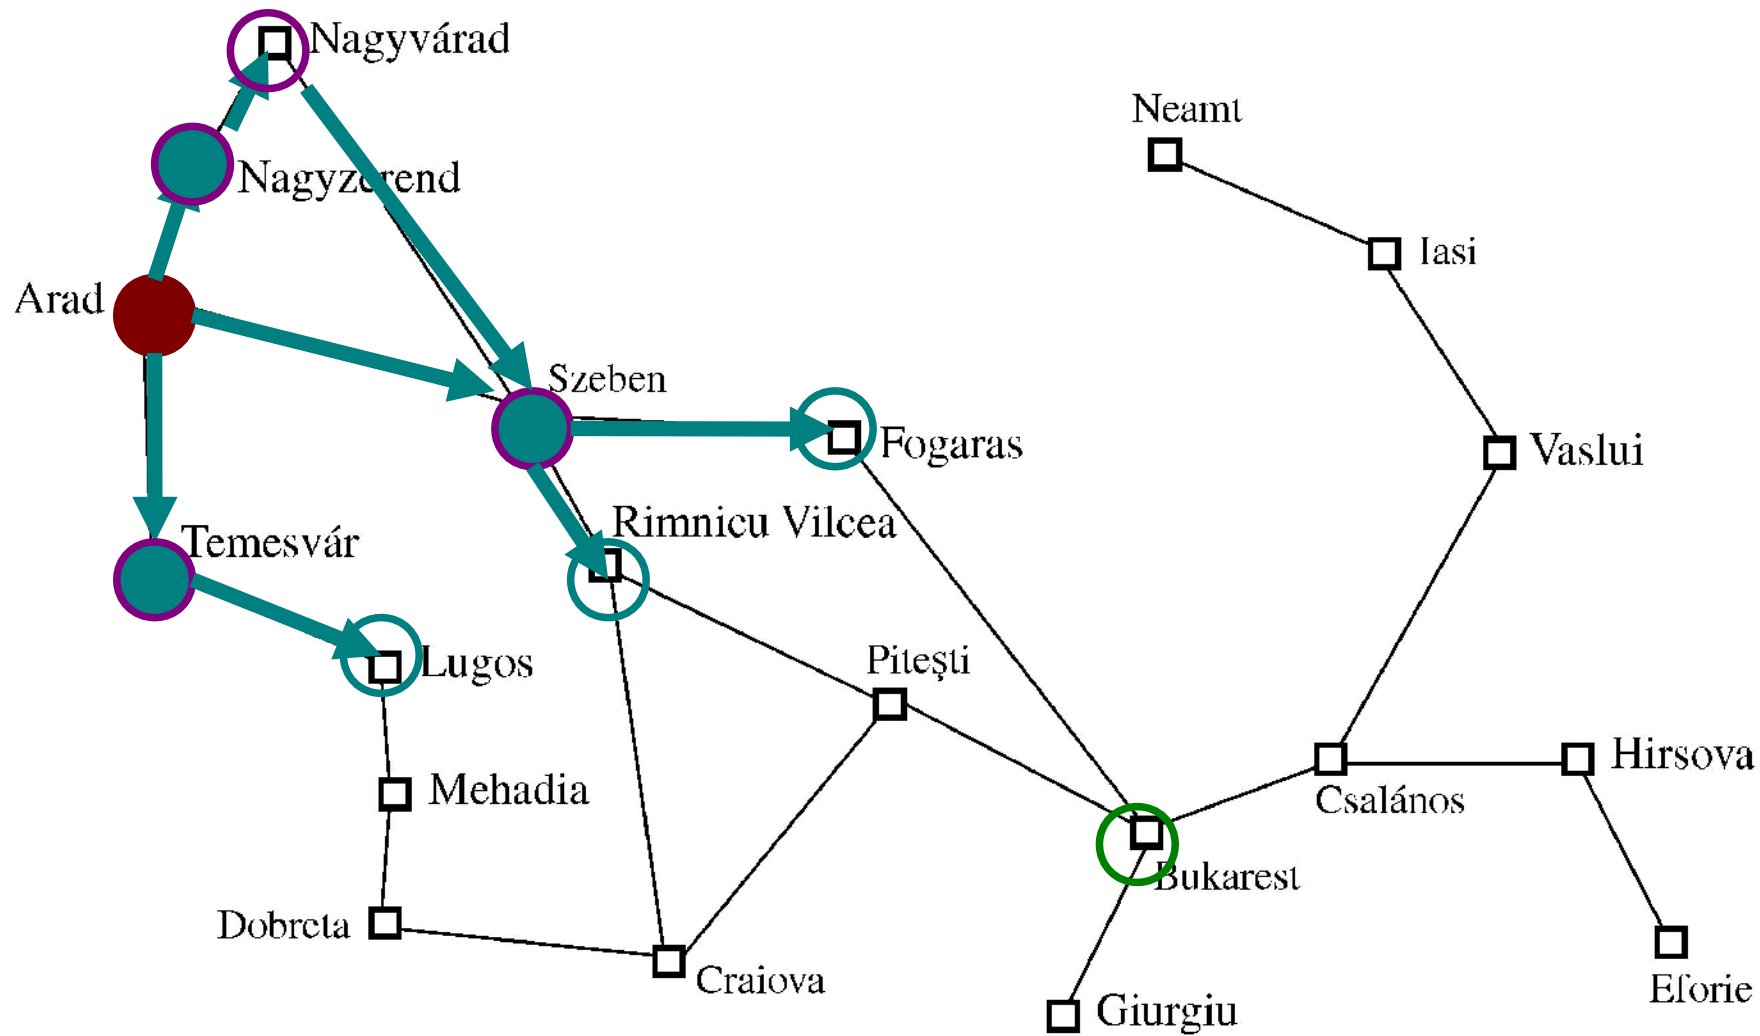 Nagyvárad
Neamt
Nagyzerend
Iasi
Arad
Szeben
Fogaras
Vaslui
Rimnicu Vilcea
Temesvár
Lugos
Piteşti
Hirsova
Mehadia
Csalános
Bukarest
Dobreta
Craiova
Eforie
Giurgiu